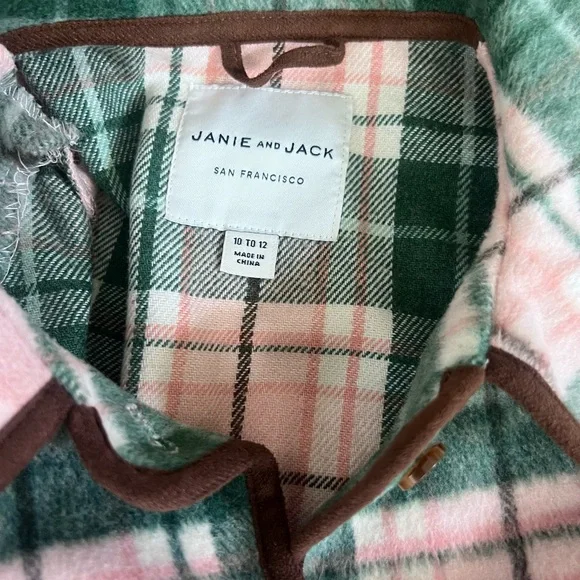 JANIE AND JACK
SAN FRANCISCO
10 TO 12
MADE IN
CHINA